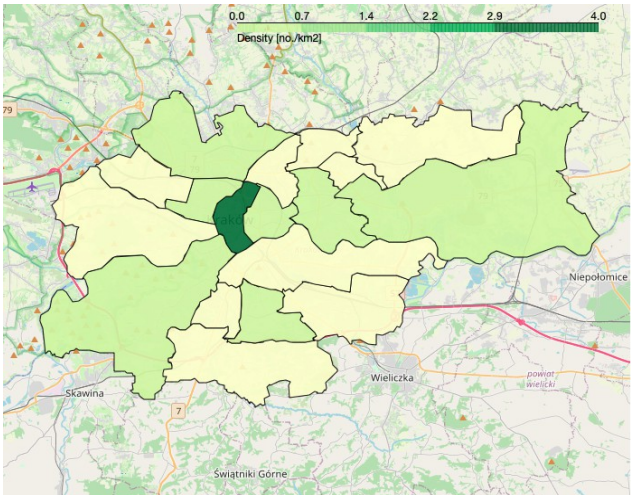 0.0 0.7 1.4 2.2 2.9 4.0
Density [no./km2]
79
Niepołomice
Wieliczka
powiat
wielicki
Skawina
7
Świątniki Górne